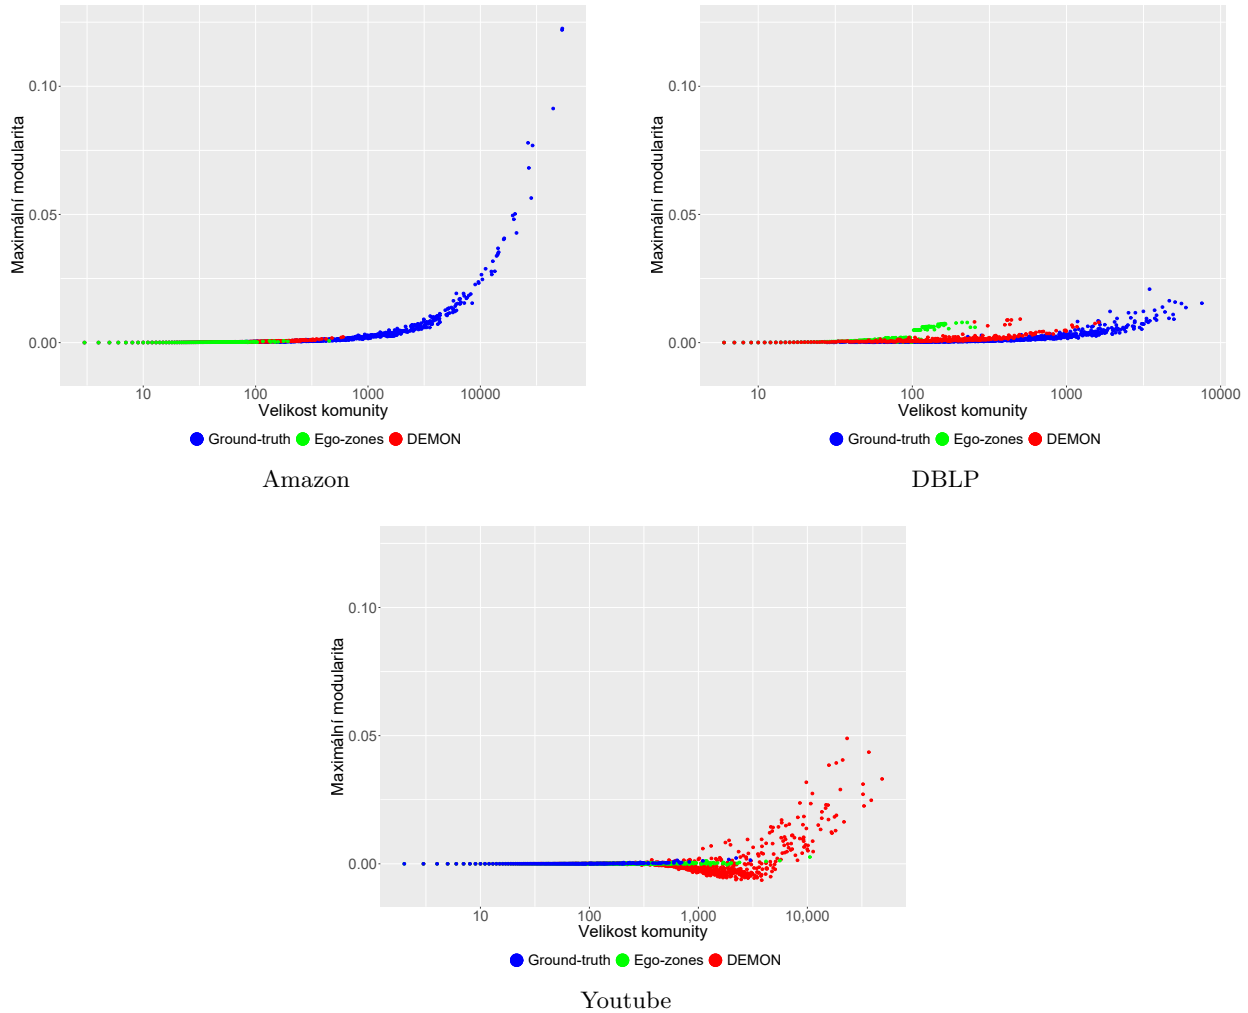 Maximální modularita
0.10
0.05
0.00
10 100 1000 10000
Velikost komunity
Ground-truth Ego-zones DEMON
Amazon
Maximální modularita
0.10
0.05
0.00
10 100 1000 10000
Velikost komunity
Ground-truth Ego-zones DEMON
DBLP
Maximální modularita
0.10
0.05
0.00
10 100 1,000 10,000
Velikost komunity
Ground-truth Ego-zones DEMON
Youtube